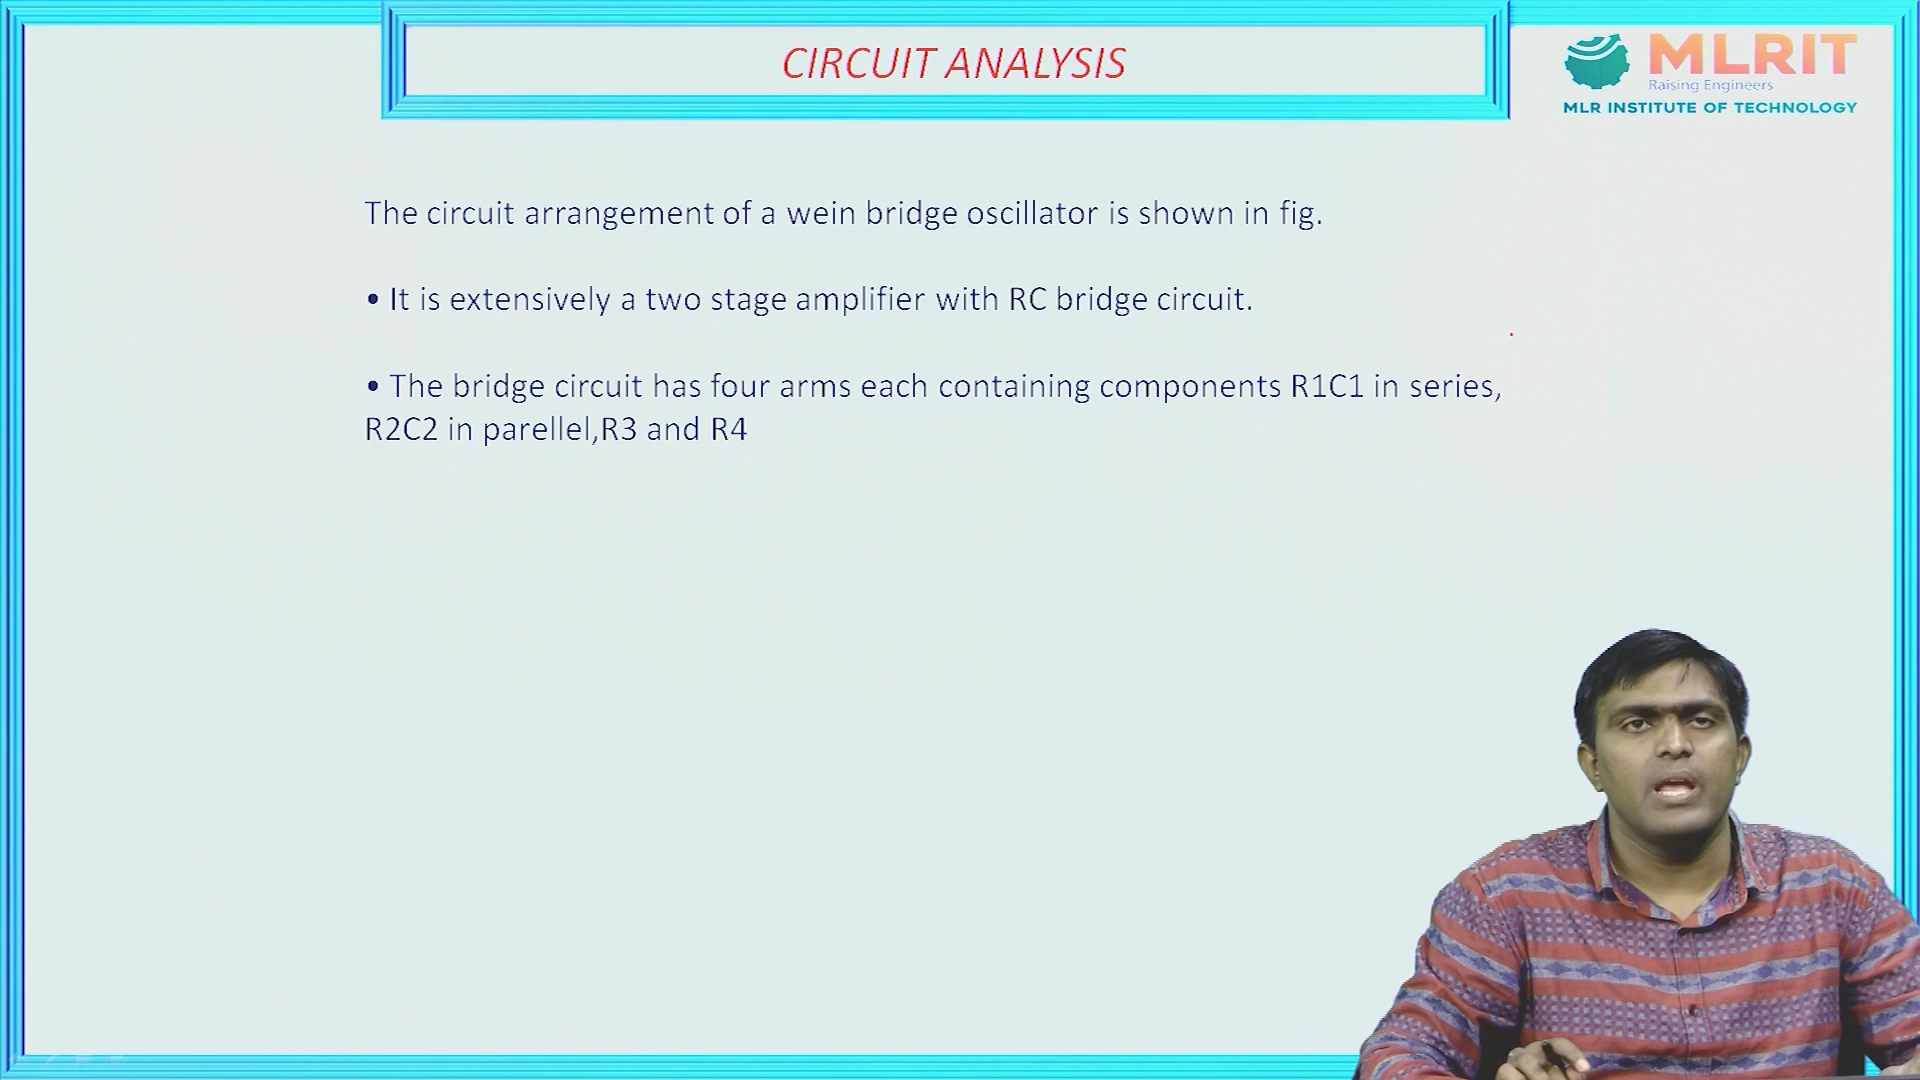 CIRCUIT ANALYSIS
MLRIT
Raising Engineers
MLR INSTITUTE OF TECHNOLOGY
The circuit arrangement of a wein bridge oscillator is shown in fig.
• It is extensively a two stage amplifier with RC bridge circuit.
• The bridge circuit has four arms each containing components R1C1 in series,
R2C2 in parellel,R3 and R4